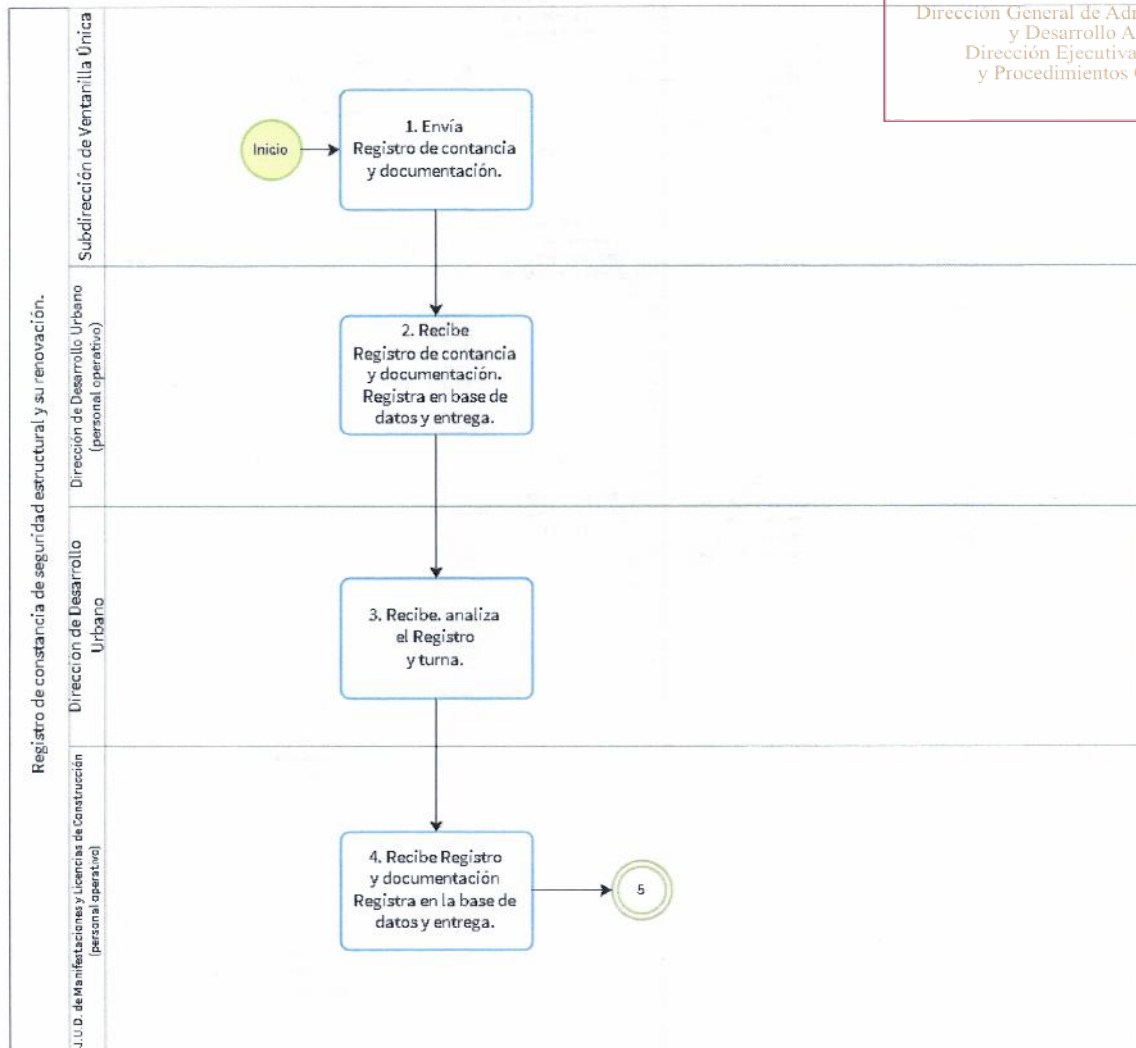 Dirección General de Adm
y Desarrollo A
Dirección Ejecutiva
y Procedimientos
Registro de constancia de seguridad estructural y su renovación.
Subdirección de Ventanilla Única
Inicio
1. Envía
Registro de contancia
y documentación.
Dirección de Desarrollo Urbano
(personal operativo)
2. Recibe
Registro de contancia
y documentación.
Registra en base de
datos y entrega.
Dirección de Desarrollo
Urbano
3. Recibe. analiza
el Registro
y turna.
J.U.D. de Manifestaciones y Licencias de Construcción
(personal operativo)
4. Recibe Registro
y documentación
Registra en la base de
datos y entrega.
5